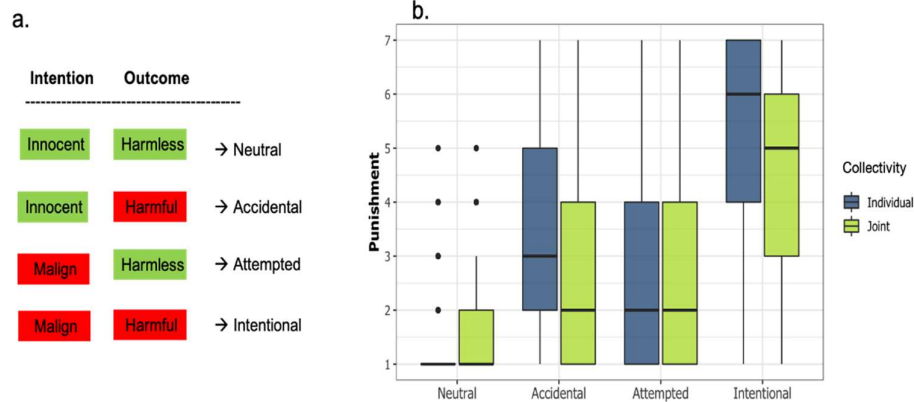 a.
Intention Outcome
Innocent Harmless → Neutral
Innocent Harmful → Accidental
Malign Harmless → Attempted
Malign Harmful → Intentional
b.
Punishment
7
6
5
4
3
2
1
Neutral Accidental Attempted Intentional
Collectivity
Individual
Joint